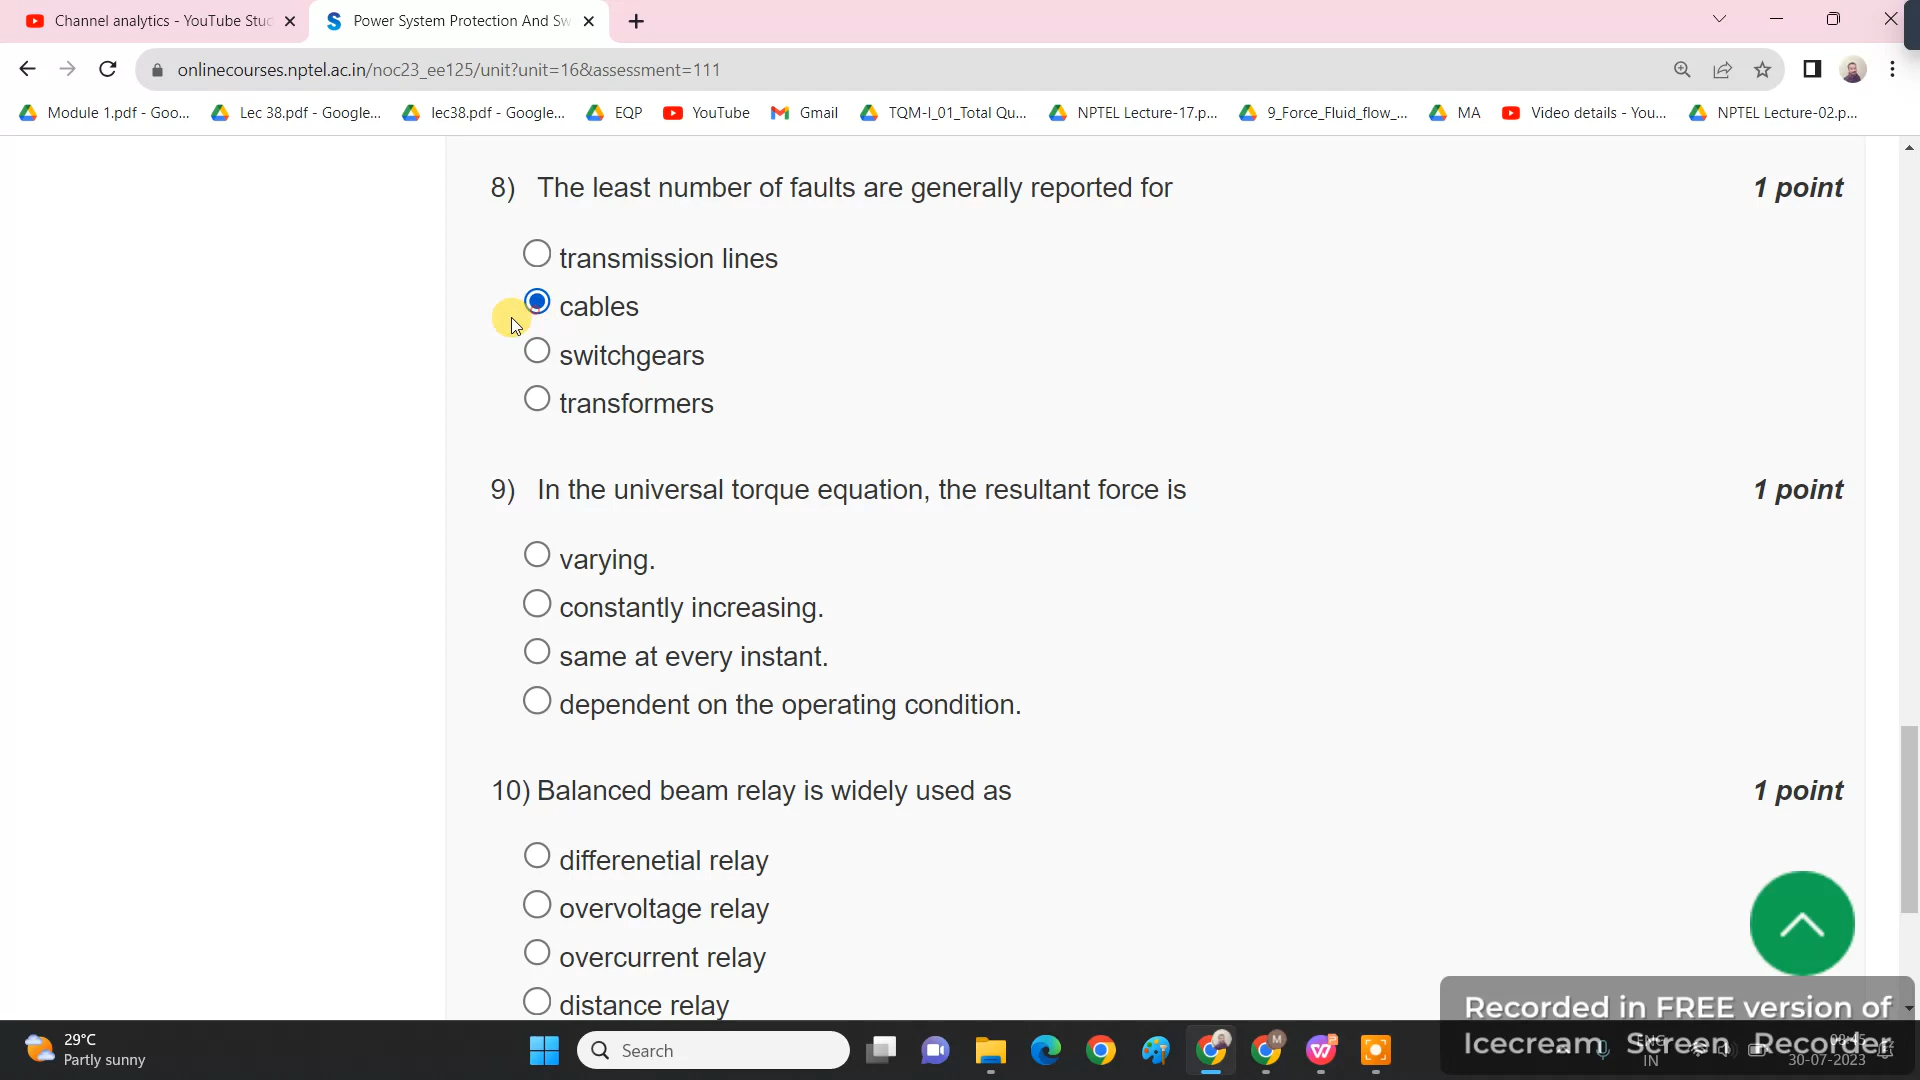 Channel analytics - YouTube Stu
Power System Protection And Sw
onlinecourses.nptel.ac.in/noc23_ee125/unit?unit=16&assessment=111
Module 1.pdf - Goo...
Lec 38.pdf - Google...
lec38.pdf - Google...
EQP
YouTube
Gmail
TQM-I_01_Total Qu...
NPTEL Lecture-17.p...
9_Force_Fluid_flow_...
MA
Video details - You...
NPTEL Lecture-02.p...
8) The least number of faults are generally reported for 1 point
transmission lines
cables
switchgears
transformers
9) In the universal torque equation, the resultant force is 1 point
varying.
constantly increasing.
same at every instant.
dependent on the operating condition.
10) Balanced beam relay is widely used as 1 point
differenetial relay
overvoltage relay
overcurrent relay
distance relay
Recorded in FREE version of
Icecream Screen Recorder
29°C
Partly sunny
Search
ENG
IN
30-07-2023